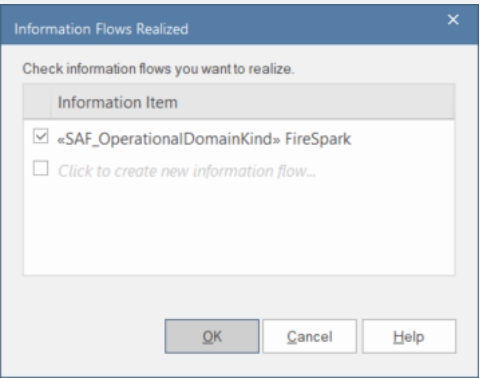 Information Flows Realized
Check information flows you want to realize.
Information Item
«SAF_OperationalDomainKind» FireSpark
Click to create new information flow...
OK Cancel Help